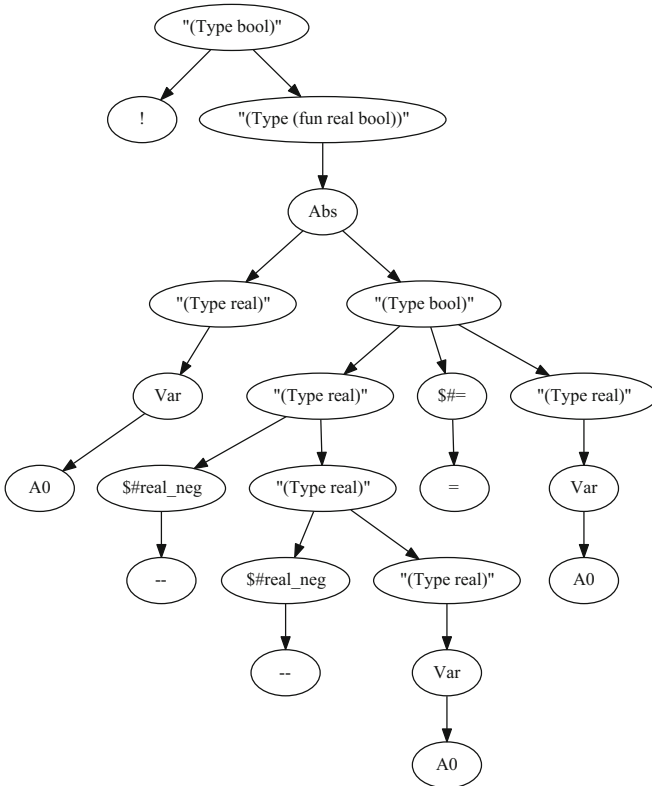 "(Type bool)"
!
"(Type (fun real bool))"
Abs
"(Type real)"
"(Type bool)"
Var
"(Type real)"
$#=
"(Type real)"
A0
$#real_neg
"(Type real)"
=
Var
--
$#real_neg
"(Type real)"
A0
--
Var
A0